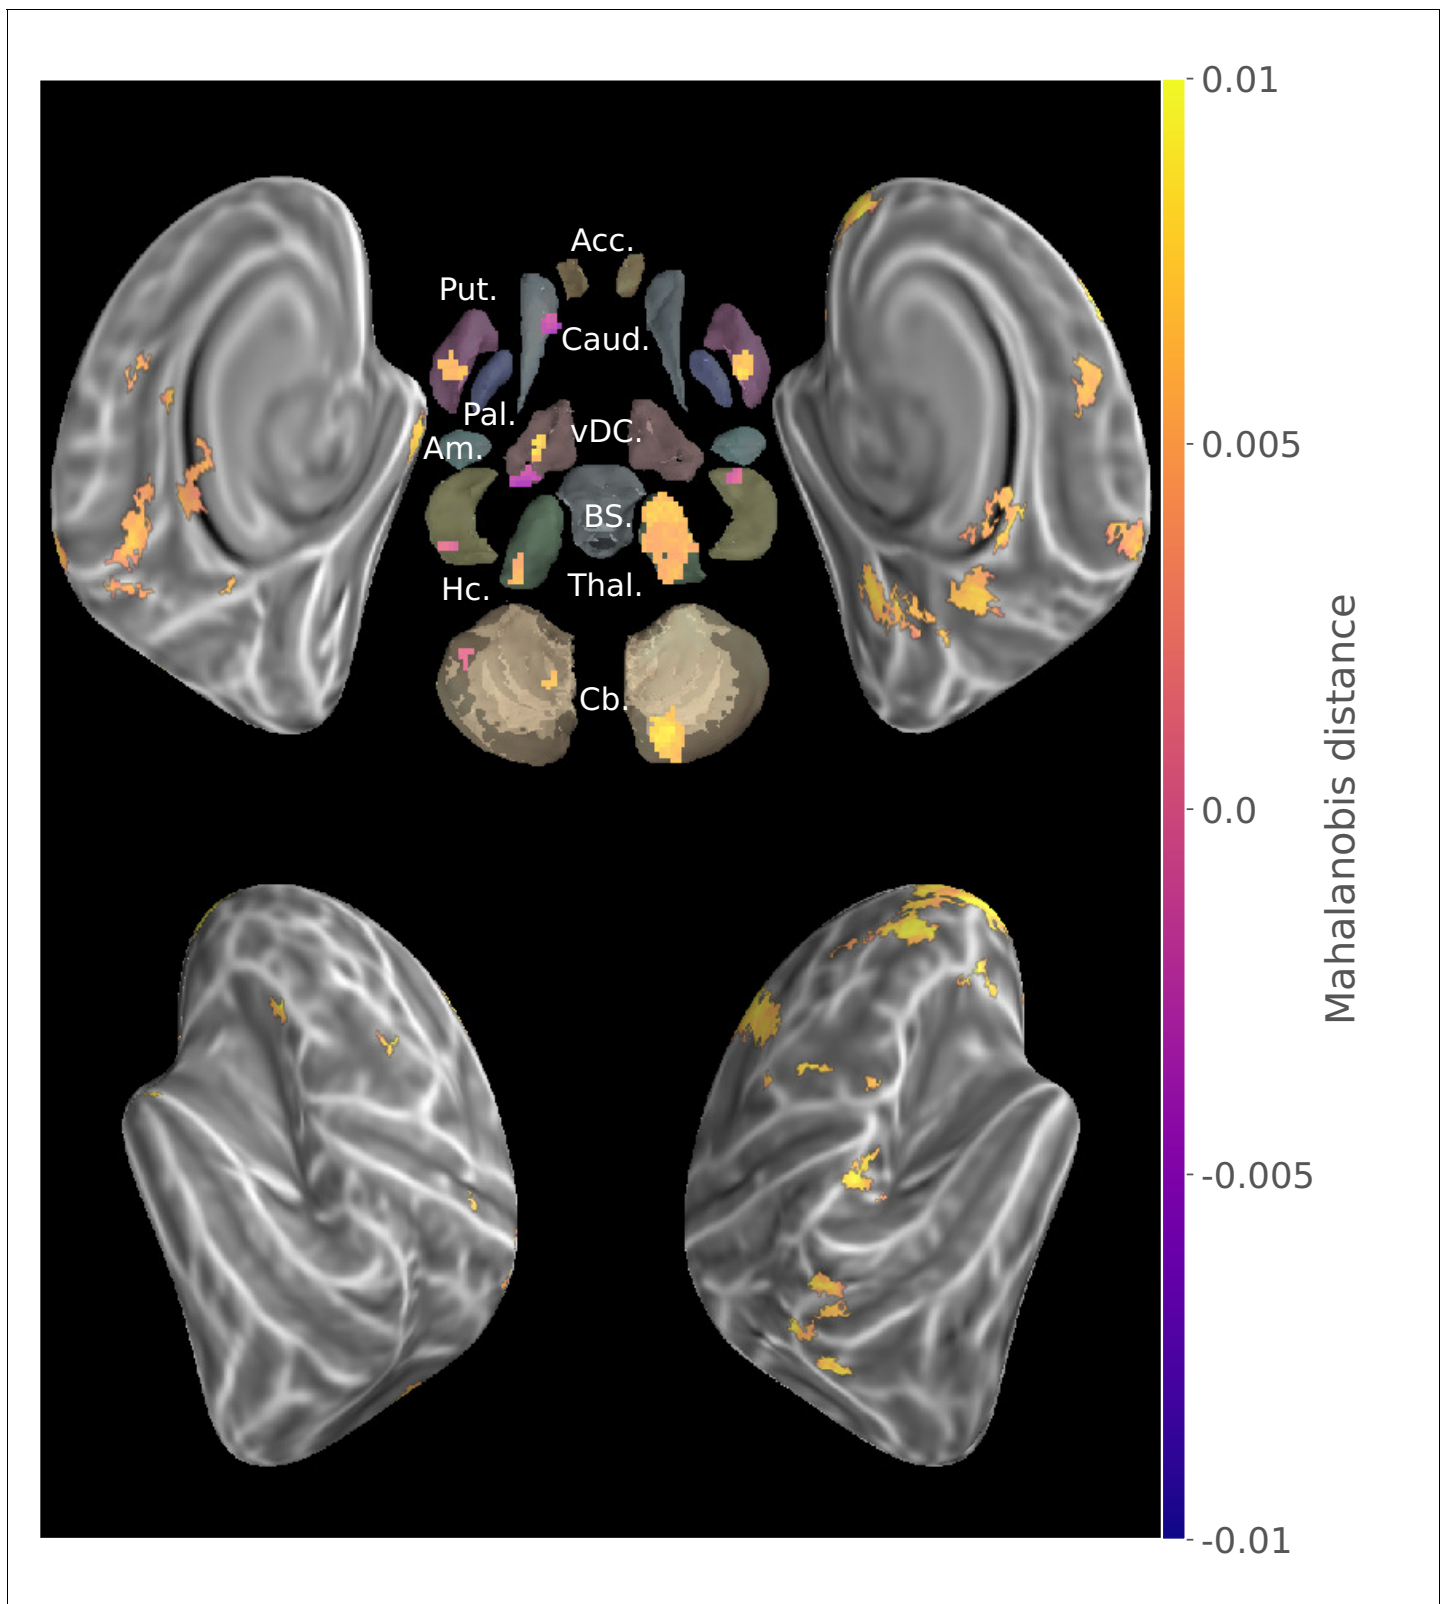 0.01
Acc.
Put.
Caud.
Pal.
vDC.
Am.
0.005
BS.
Hc.
Thal.
Cb.
0.0
Mahalanobis distance
-0.005
-0.01